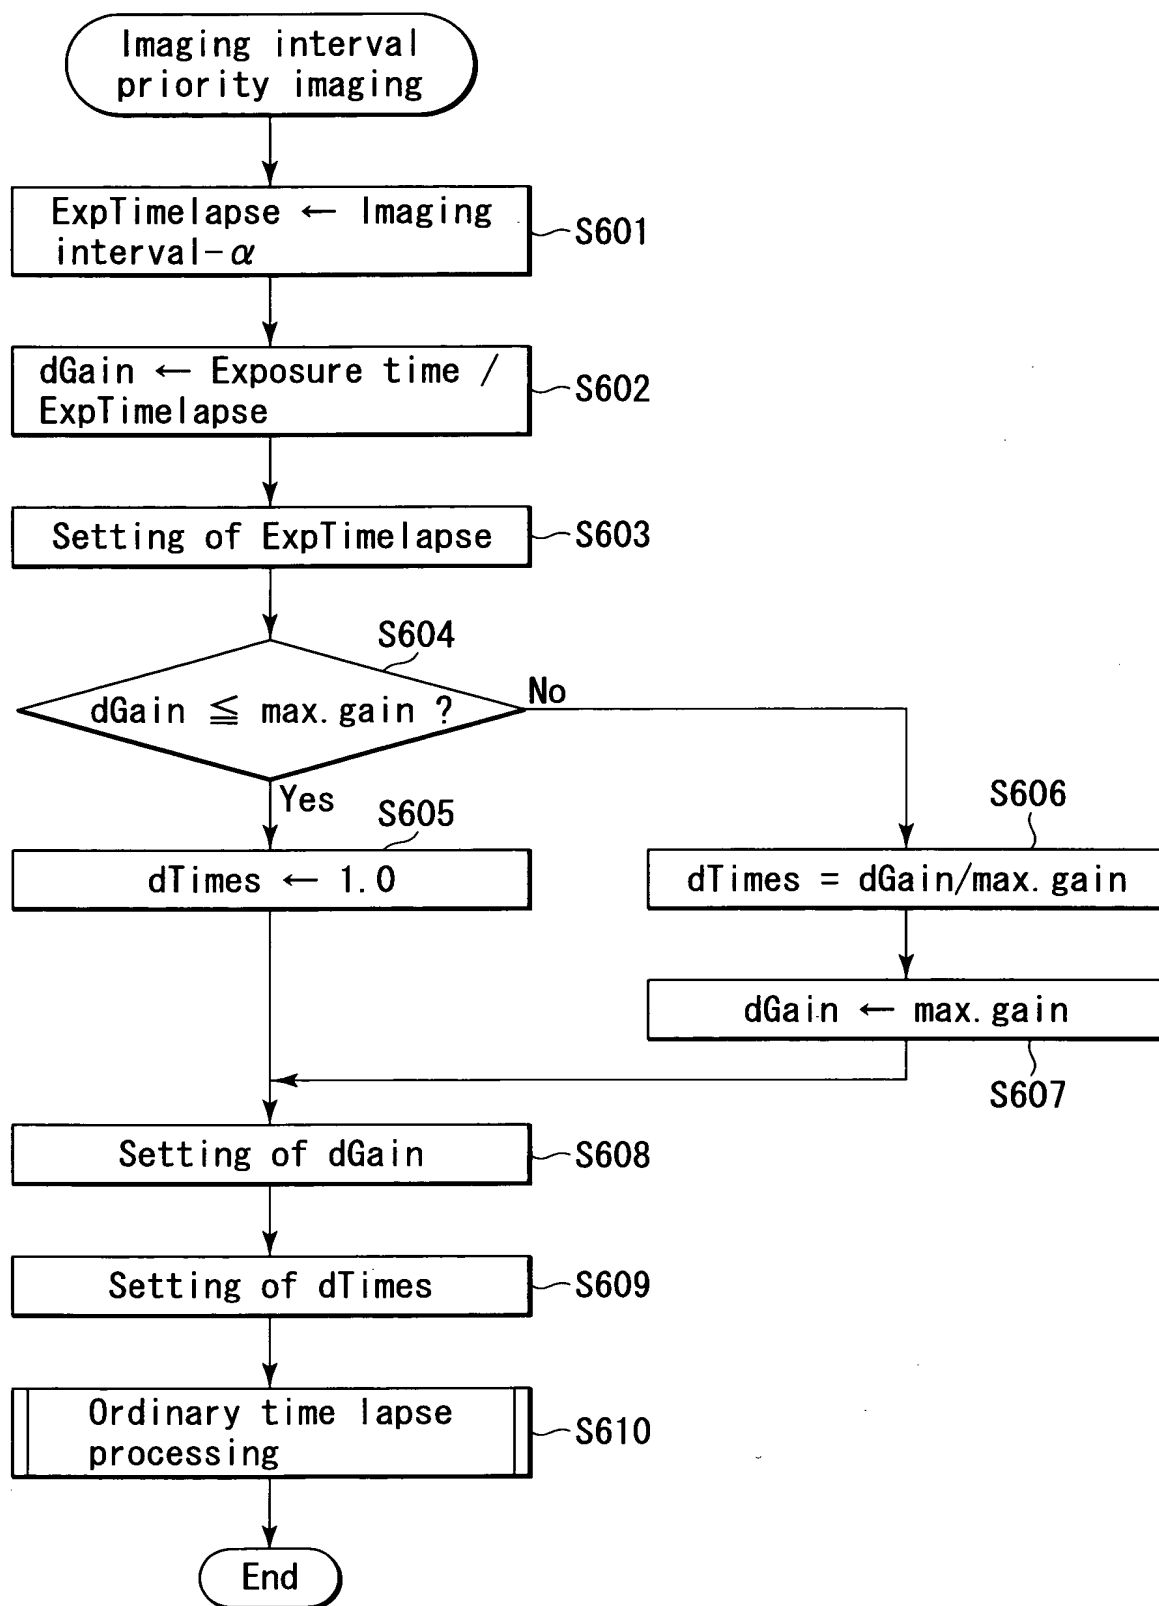 Imaging interval
priority imaging
ExpTimelapse ← Imaging
interval-α
S601
dGain ← Exposure time /
ExpTimelapse
S602
Setting of ExpTimelapse
S603
S604
dGain ≦ max.gain ?
No
Yes
S605
dTimes ← 1.0
S606
dTimes = dGain/max.gain
dGain ← max.gain
S607
Setting of dGain
S608
Setting of dTimes
S609
Ordinary time lapse
processing
S610
End